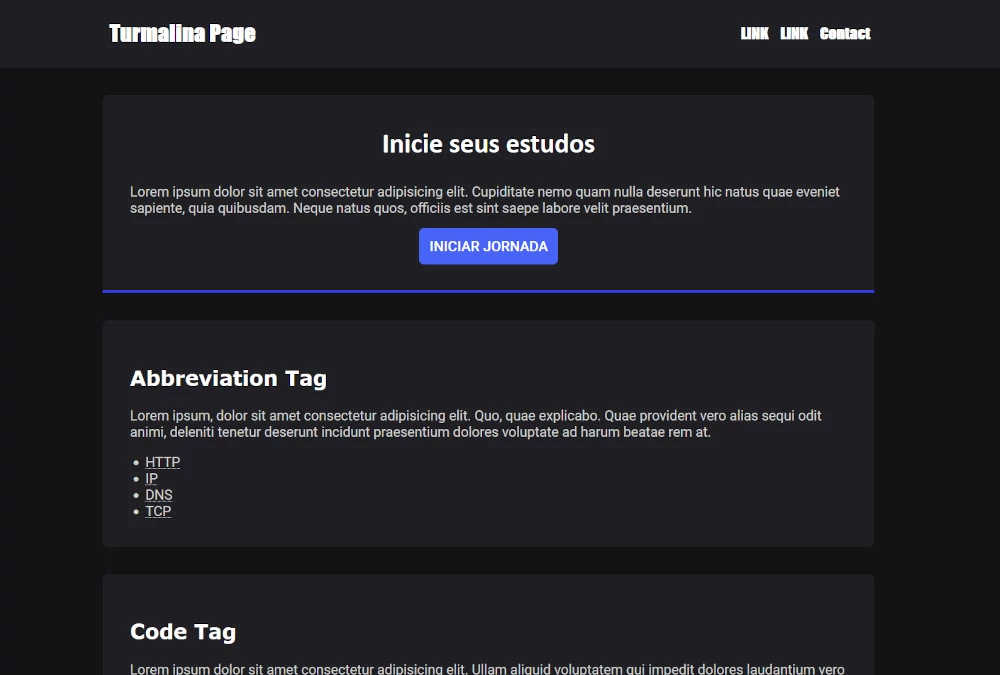 Turmalina Page
LINK LINK Contact
Inicie seus estudos
Lorem ipsum dolor sit amet consectetur adipisicing elit. Cupiditate nemo quam nulla deserunt hic natus quae eveniet
sapiente, quia quibusdam. Neque natus quos, officiis est sint saepe labore velit praesentium.
INICIAR JORNADA
Abbreviation Tag
Lorem ipsum, dolor sit amet consectetur adipisicing elit. Quo, quae explicabo. Quae provident vero alias sequi odit
animi, deleniti tenetur deserunt incidunt praesentium dolores voluptate ad harum beatae rem at.
HTTP
IP
DNS
TCP
Code Tag
Lorem ipsum dolor sit amet consectetur adipisicing elit. Ullam aliquid voluptatem qui impedit dolores laudantium vero